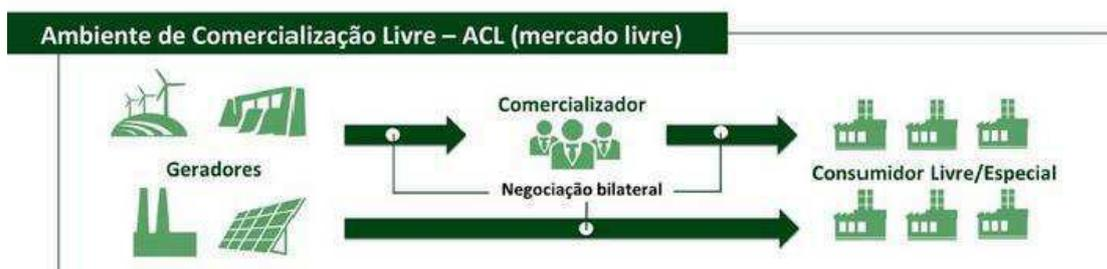 Ambiente de Comercialização Livre – ACL (mercado livre)
Comercializador
Geradores
Negociação bilateral
Consumidor Livre/Especial